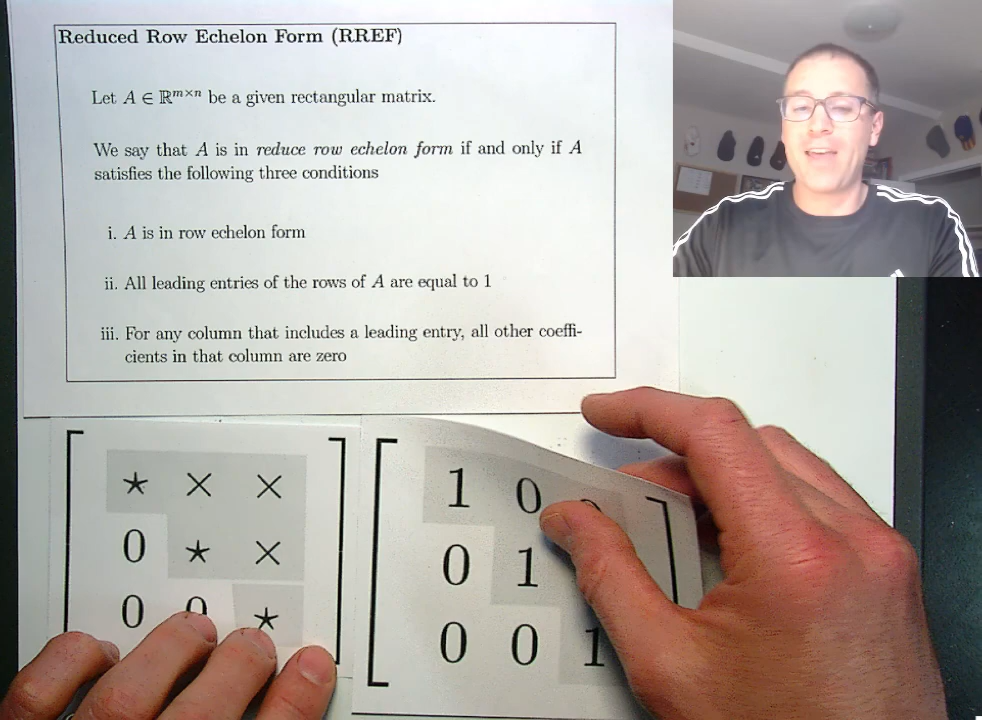 Reduced Row Echelon Form (RREF)
Let A ∈ ℝ^{m×n} be a given rectangular matrix.
We say that A is in reduce row echelon form if and only if A
satisfies the following three conditions
i. A is in row echelon form
ii. All leading entries of the rows of A are equal to 1
iii. For any column that includes a leading entry, all other coeffi-
cients in that column are zero
⋆ × ×
0 ⋆ ×
0 0 ⋆
1 0
0 1
0 0 1